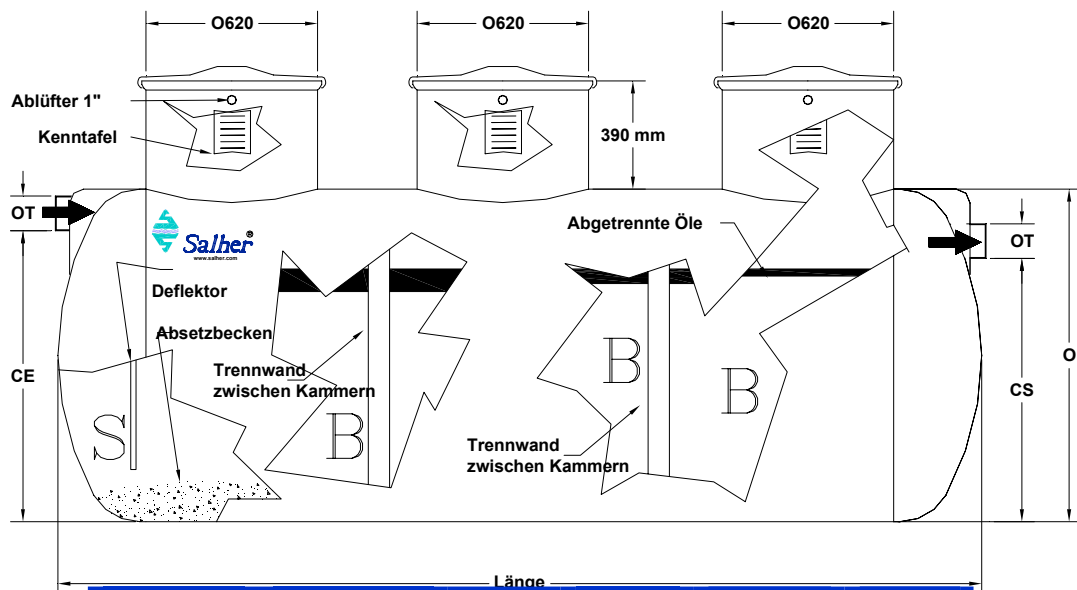 O620
O620
O620
Ablüfter 1"
Kenntafel
390 mm
OT
Abgetrennte Öle
OT
Salher®
www.salher.com
Deflektor
Absetzbecken
Trennwand
zwischen Kammern
CE
O
CS
B
B
S
B
Trennwand
zwischen Kammern
Länge